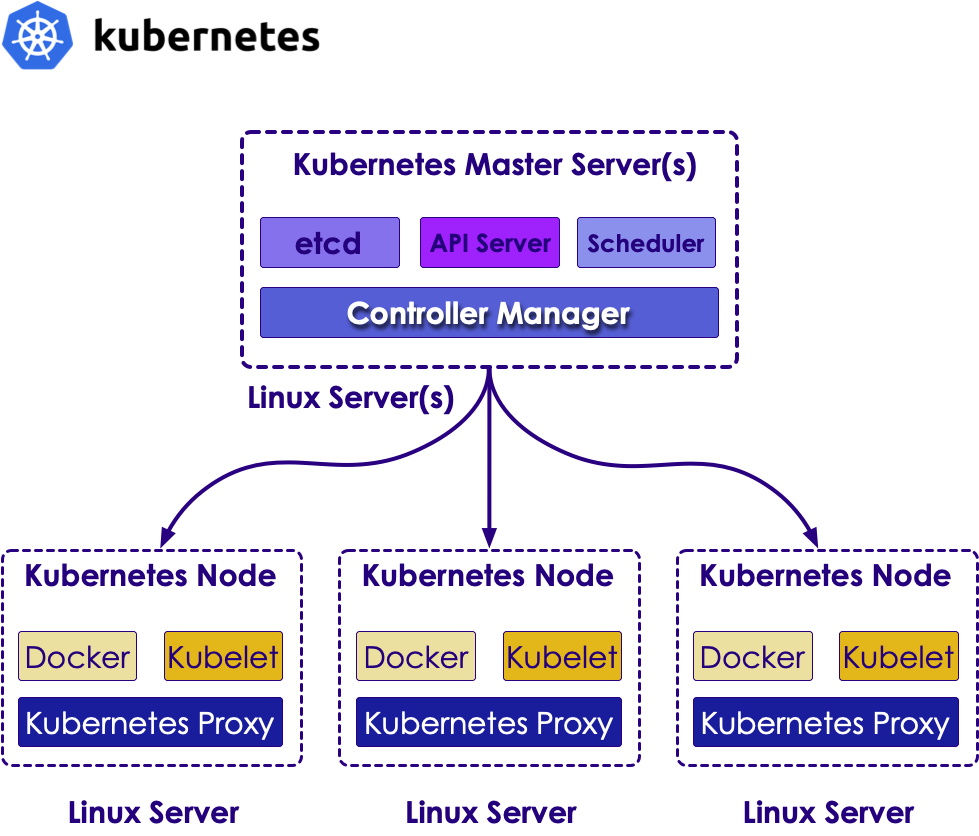 kubernetes
Kubernetes Master Server(s)
etcd API Server Scheduler
Controller Manager
Linux Server(s)
Kubernetes Node Kubernetes Node Kubernetes Node
Docker Kubelet Docker Kubelet Docker Kubelet
Kubernetes Proxy Kubernetes Proxy Kubernetes Proxy
Linux Server Linux Server Linux Server